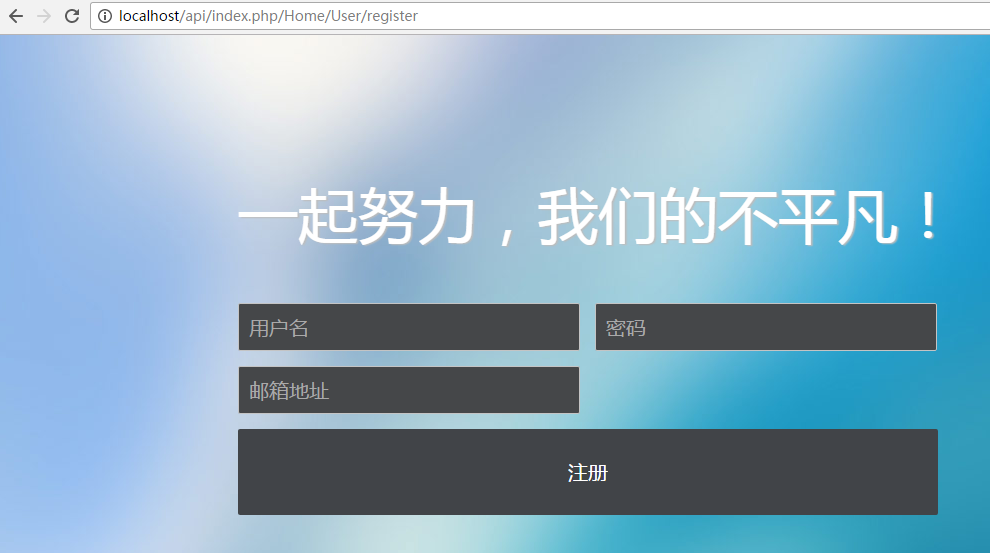 localhost/api/index.php/Home/User/register
一起努力，我们的不平凡！
用户名 密码
邮箱地址
注册